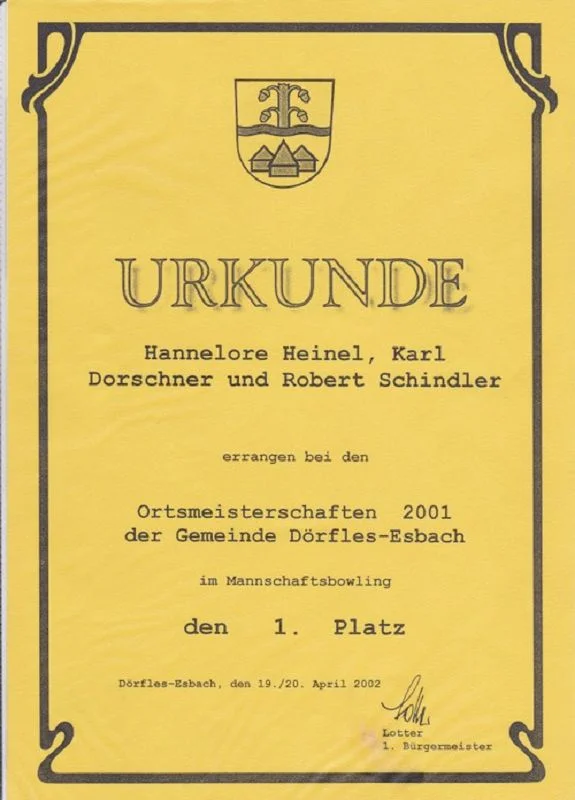 URKUNDE
Hannelore Heinel, Karl
Dorschner und Robert Schindler
errangen bei den
Ortsmeisterschaften 2001
der Gemeinde Dörfles-Esbach
im Mannschaftsbowling
den 1. Platz
Dörfles-Esbach, den 19./20. April 2002
Lotter
1. Bürgermeister